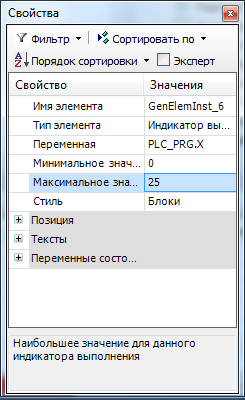 Свойства
Фильтр Сортировать по
Порядок сортировки Эксперт
Свойство Значения
Имя элемента GenElemInst_6
Тип элемента Индикатор вы...
Переменная PLC_PRG.X
Минимальное знач... 0
Максимальное зна... 25
Стиль Блоки
Позиция
Тексты
Переменные состо...
Наибольшее значение для данного
индикатора выполнения